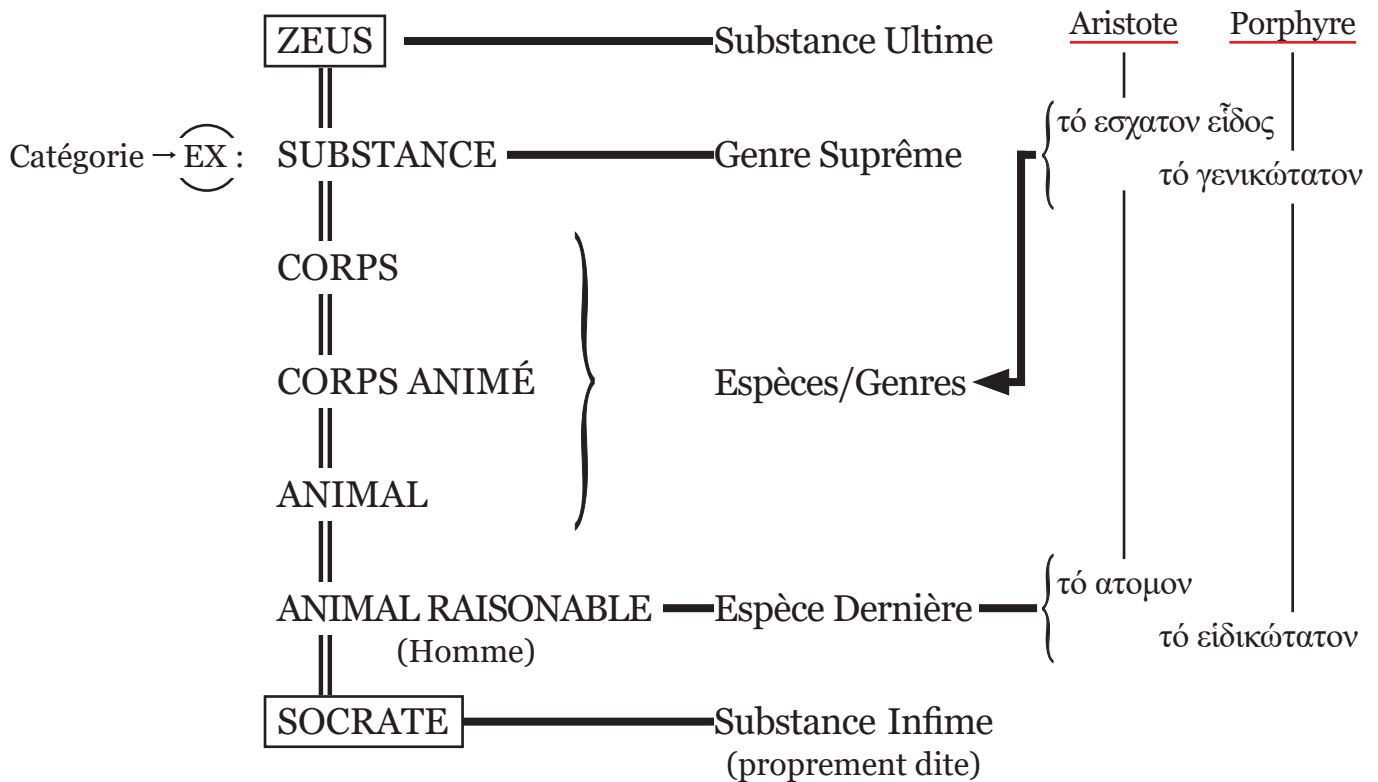 ZEUS Substance Ultime Aristote Porphyre
τό εσχατον εἶδος
Catégorie → EX : SUBSTANCE Genre Suprême
τό γενικώτατον
CORPS
CORPS ANIMÉ Espèces/Genres
ANIMAL
τό ατομον
ANIMAL RAISONABLE Espèce Dernière
(Homme)
τό εἰδικώτατον
SOCRATE Substance Infime
(proprement dite)